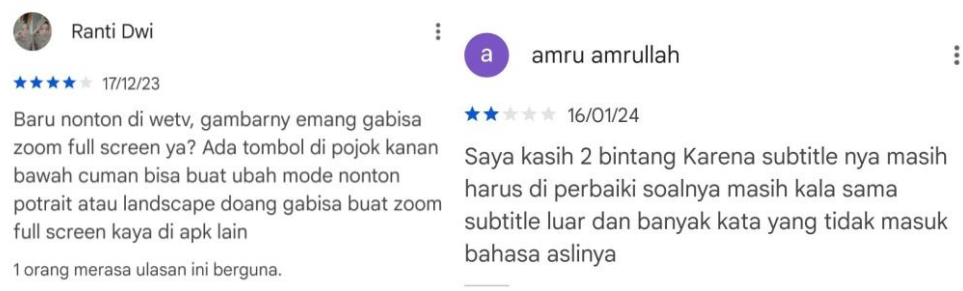 Ranti Dwi
17/12/23
Baru nonton di wetv, gambarny emang gabisa
zoom full screen ya? Ada tombol di pojok kanan
bawah cuman bisa buat ubah mode nonton
potrait atau landscape doang gabisa buat zoom
full screen kaya di apk lain
1 orang merasa ulasan ini berguna.
a
amru amrullah
16/01/24
Saya kasih 2 bintang Karena subtitle nya masih
harus di perbaiki soalnya masih kala sama
subtitle luar dan banyak kata yang tidak masuk
bahasa aslinya